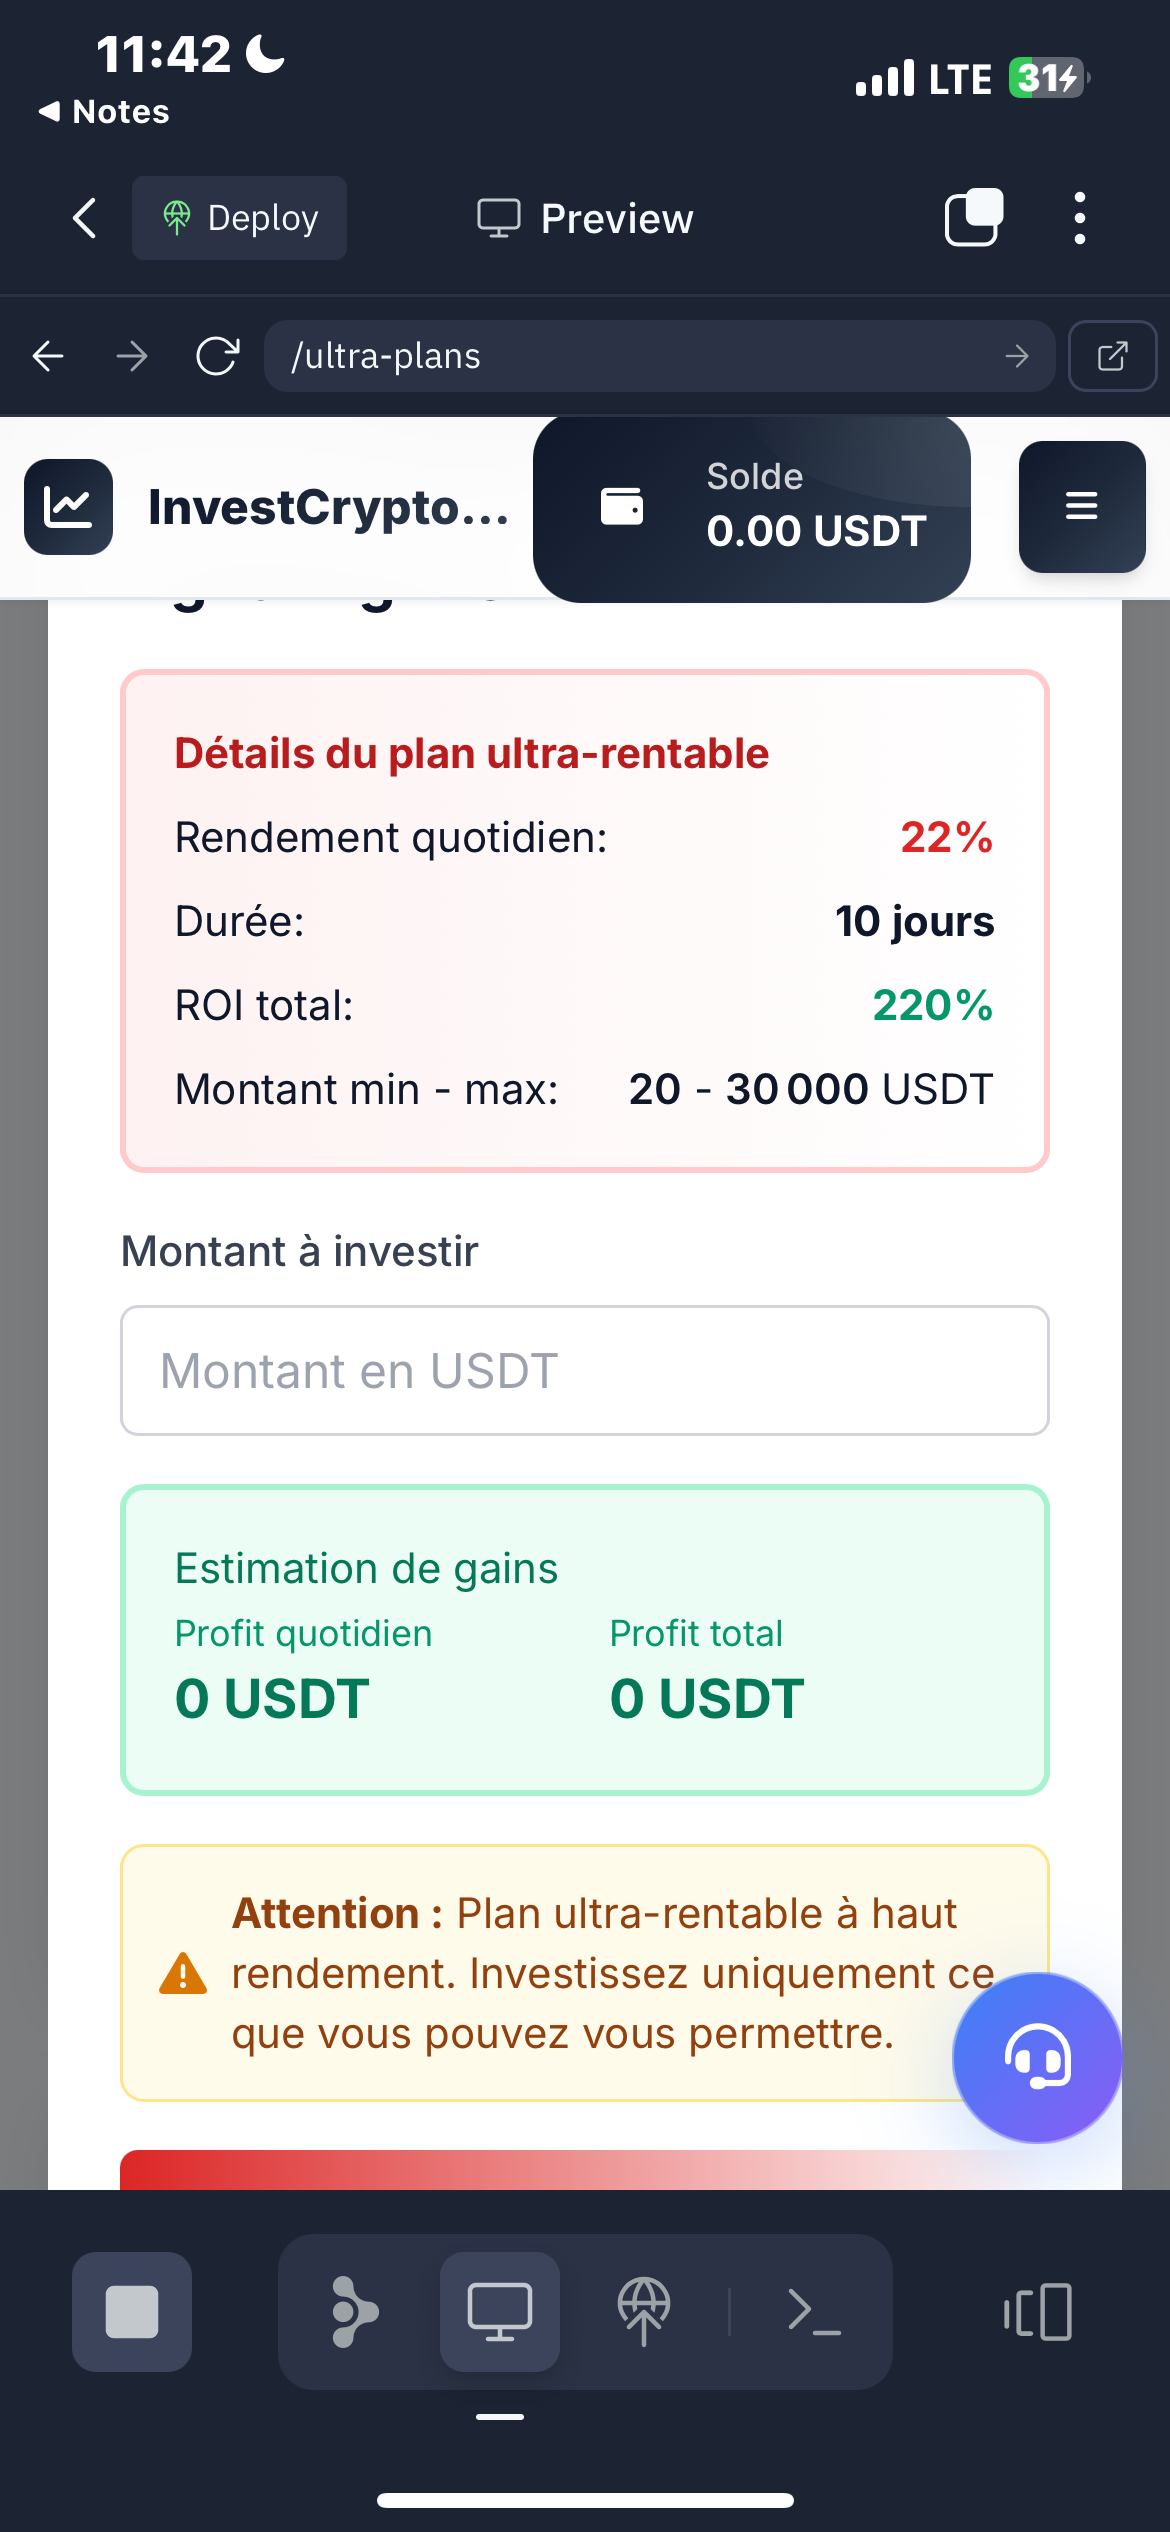 11:42
LTE
31
Notes
Deploy
Preview
/ultra-plans
InvestCrypto...
Solde
0.00 USDT
Détails du plan ultra-rentable
Rendement quotidien: 22%
Durée: 10 jours
ROI total: 220%
Montant min - max: 20 - 30 000 USDT
Montant à investir
Montant en USDT
Estimation de gains
Profit quotidien Profit total
0 USDT 0 USDT
Attention : Plan ultra-rentable à haut
rendement. Investissez uniquement ce
que vous pouvez vous permettre.